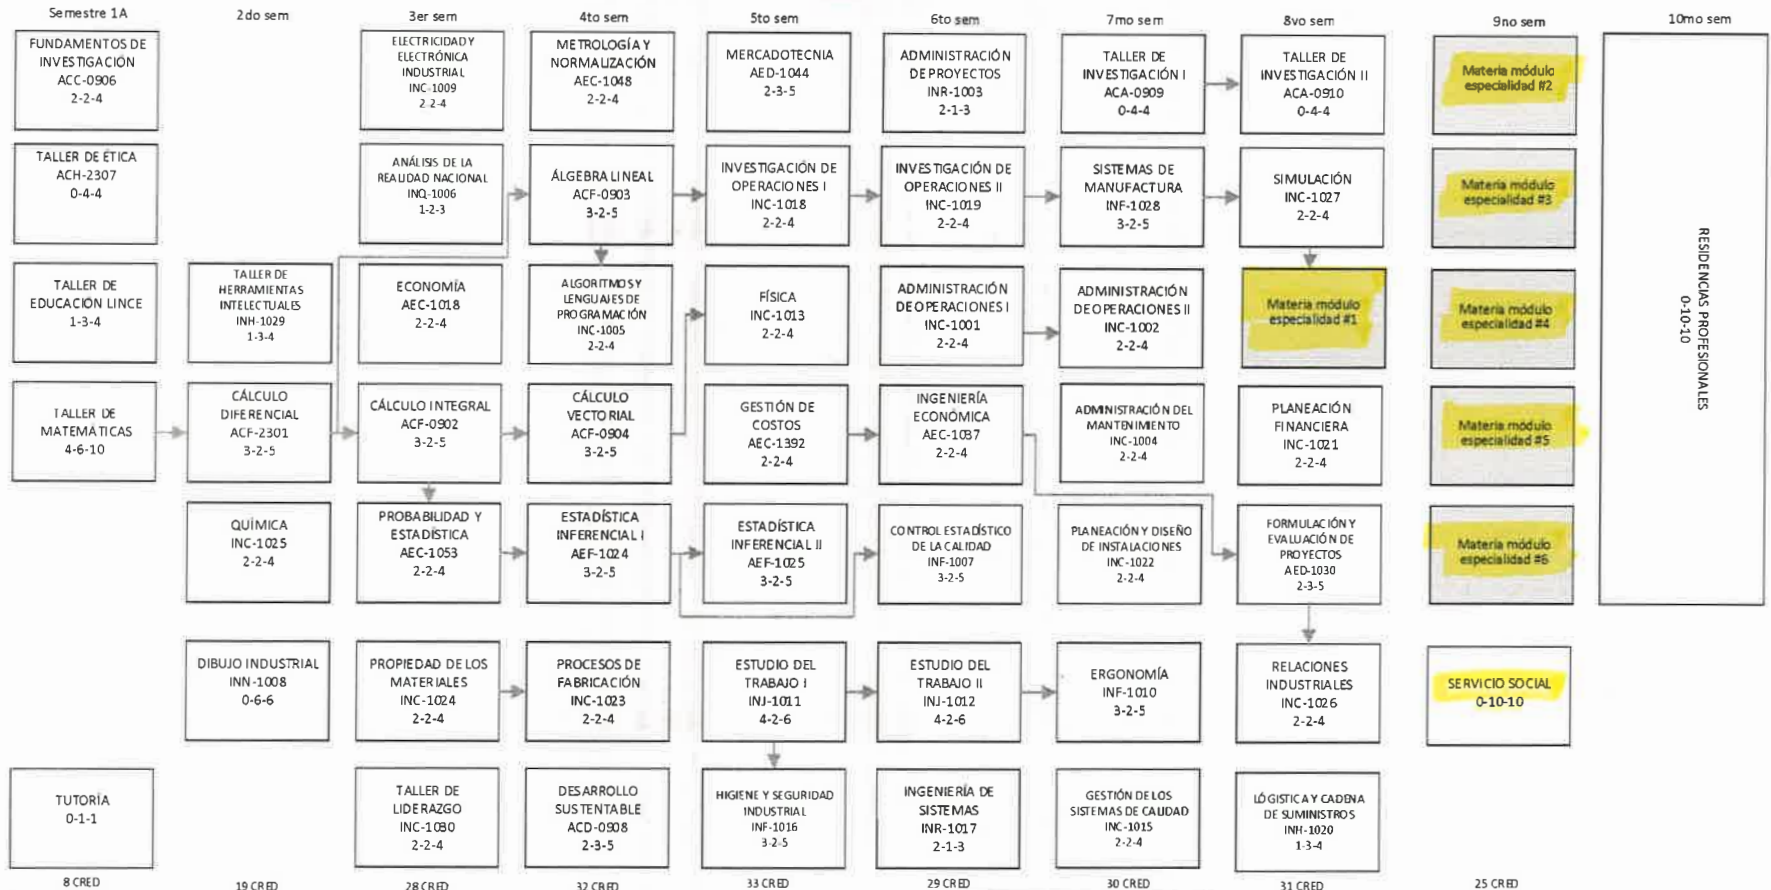 Semestre 1A
FUNDAMENTOS DE
INVESTIGACIÓN
ACC-0906
2-2-4
TALLER DE ÉTICA
ACH-2307
0-4-4
TALLER DE
EDUCACIÓN LINCE
1-3-4
TALLER DE
MATEMÁTICAS
4-6-10
TUTORÍA
0-1-1
8 CRED
2do sem
TALLER DE
HERRAMIENTAS
INTELECTUALES
INH-1029
1-3-4
CÁLCULO
DIFERENCIAL
ACF-2301
3-2-5
QUÍMICA
INC-1025
2-2-4
DIBUJO INDUSTRIAL
INN-1008
0-6-6
19 CRED
3er sem
ELECTRICIDAD Y
ELECTRÓNICA
INDUSTRIAL
INC-1009
2-2-4
ANÁLISIS DE LA
REALIDAD NACIONAL
INQ-1006
1-2-3
ECONOMÍA
AEC-1018
2-2-4
CÁLCULO INTEGRAL
ACF-0902
3-2-5
PROBABILIDAD Y
ESTADÍSTICA
AEC-1053
2-2-4
PROPIEDAD DE LOS
MATERIALES
INC-1024
2-2-4
TALLER DE
LIDERAZGO
INC-1030
2-2-4
28 CRED
4to sem
METROLOGÍA Y
NORMALIZACIÓN
AEC-1048
2-2-4
ÁLGEBRA LINEAL
ACF-0903
3-2-5
ALGORITMOS Y
LENGUAJES DE
PROGRAMACIÓN
INC-1005
2-2-4
CÁLCULO
VECTORIAL
ACF-0904
3-2-5
ESTADÍSTICA
INFERENCIAL I
AEF-1024
3-2-5
PROCESOS DE
FABRICACIÓN
INC-1023
2-2-4
DESARROLLO
SUSTENTABLE
ACD-0908
2-3-5
32 CRED
5to sem
MERCADOTECNIA
AED-1044
2-3-5
INVESTIGACIÓN DE
OPERACIONES I
INC-1018
2-2-4
FÍSICA
INC-1013
2-2-4
GESTIÓN DE
COSTOS
AEC-1392
2-2-4
ESTADÍSTICA
INFERENCIAL II
AEF-1025
3-2-5
ESTUDIO DEL
TRABAJO I
INJ-1011
4-2-6
HIGIENE Y SEGURIDAD
INDUSTRIAL
INF-1016
3-2-5
33 CRED
6to sem
ADMINISTRACIÓN
DE PROYECTOS
INR-1003
2-1-3
INVESTIGACIÓN DE
OPERACIONES II
INC-1019
2-2-4
ADMINISTRACIÓN
DE OPERACIONES I
INC-1001
2-2-4
INGENIERÍA
ECONÓMICA
AEC-1037
2-2-4
CONTROL ESTADÍSTICO
DE LA CALIDAD
INF-1007
3-2-5
ESTUDIO DEL
TRABAJO II
INJ-1012
4-2-6
INGENIERÍA DE
SISTEMAS
INR-1017
2-1-3
29 CRED
7mo sem
TALLER DE
INVESTIGACIÓN I
ACA-0909
0-4-4
SISTEMAS DE
MANUFACTURA
INF-1028
3-2-5
ADMINISTRACIÓN
DE OPERACIONES II
INC-1002
2-2-4
ADMINISTRACIÓN DEL
MANTENIMIENTO
INC-1004
2-2-4
PLANEACIÓN Y DISEÑO
DE INSTALACIONES
INC-1022
2-2-4
ERGONOMÍA
INF-1010
3-2-5
GESTIÓN DE LOS
SISTEMAS DE CALIDAD
INC-1015
2-2-4
30 CRED
8vo sem
TALLER DE
INVESTIGACIÓN II
ACA-0910
0-4-4
SIMULACIÓN
INC-1027
2-2-4
Materia módulo
especialidad #1
PLANEACIÓN
FINANCIERA
INC-1021
2-2-4
FORMULACIÓN Y
EVALUACIÓN DE
PROYECTOS
AED-1030
2-3-5
RELACIONES
INDUSTRIALES
INC-1026
2-2-4
LÓGISTICA Y CADENA
DE SUMINISTROS
INH-1020
1-3-4
31 CRED
9no sem
Materia módulo
especialidad #2
Materia módulo
especialidad #3
Materia módulo
especialidad #4
Materia módulo
especialidad #5
Materia módulo
especialidad #6
SERVICIO SOCIAL
0-10-10
25 CRED
10mo sem
RESIDENCIAS PROFESIONALES
0-10-10